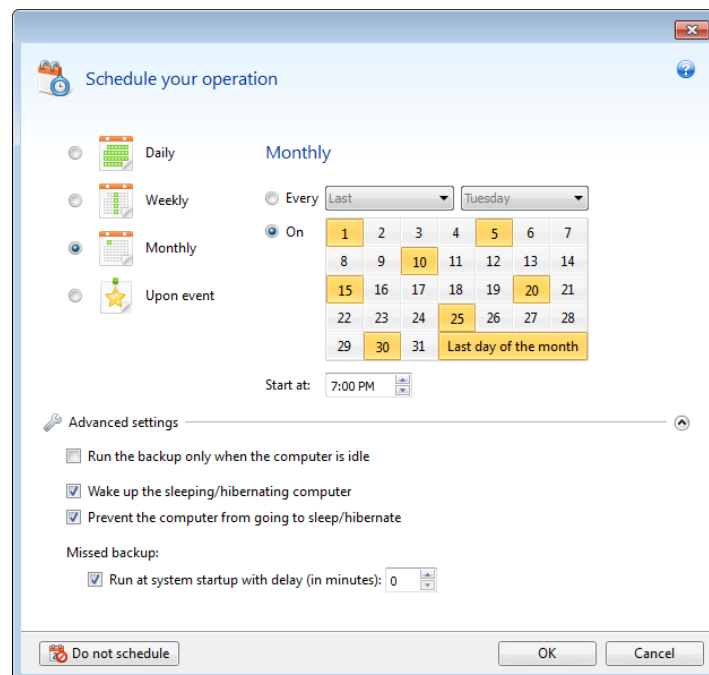 Schedule your operation
Daily
Weekly
Monthly
Upon event
Monthly
Every Last Tuesday
On
1 2 3 4 5 6 7
8 9 10 11 12 13 14
15 16 17 18 19 20 21
22 23 24 25 26 27 28
29 30 31 Last day of the month
Start at: 7:00 PM
Advanced settings
Run the backup only when the computer is idle
Wake up the sleeping/hibernating computer
Prevent the computer from going to sleep/hibernate
Missed backup:
Run at system startup with delay (in minutes): 0
Do not schedule
OK
Cancel